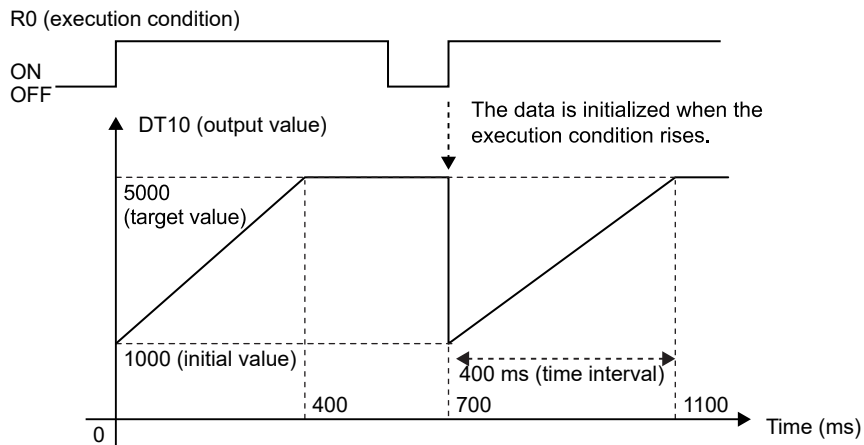 R0 (execution condition)
ON
OFF
DT10 (output value)
The data is initialized when the
execution condition rises.
5000
(target value)
1000 (initial value)
400 ms (time interval)
400
700
1100
0
Time (ms)